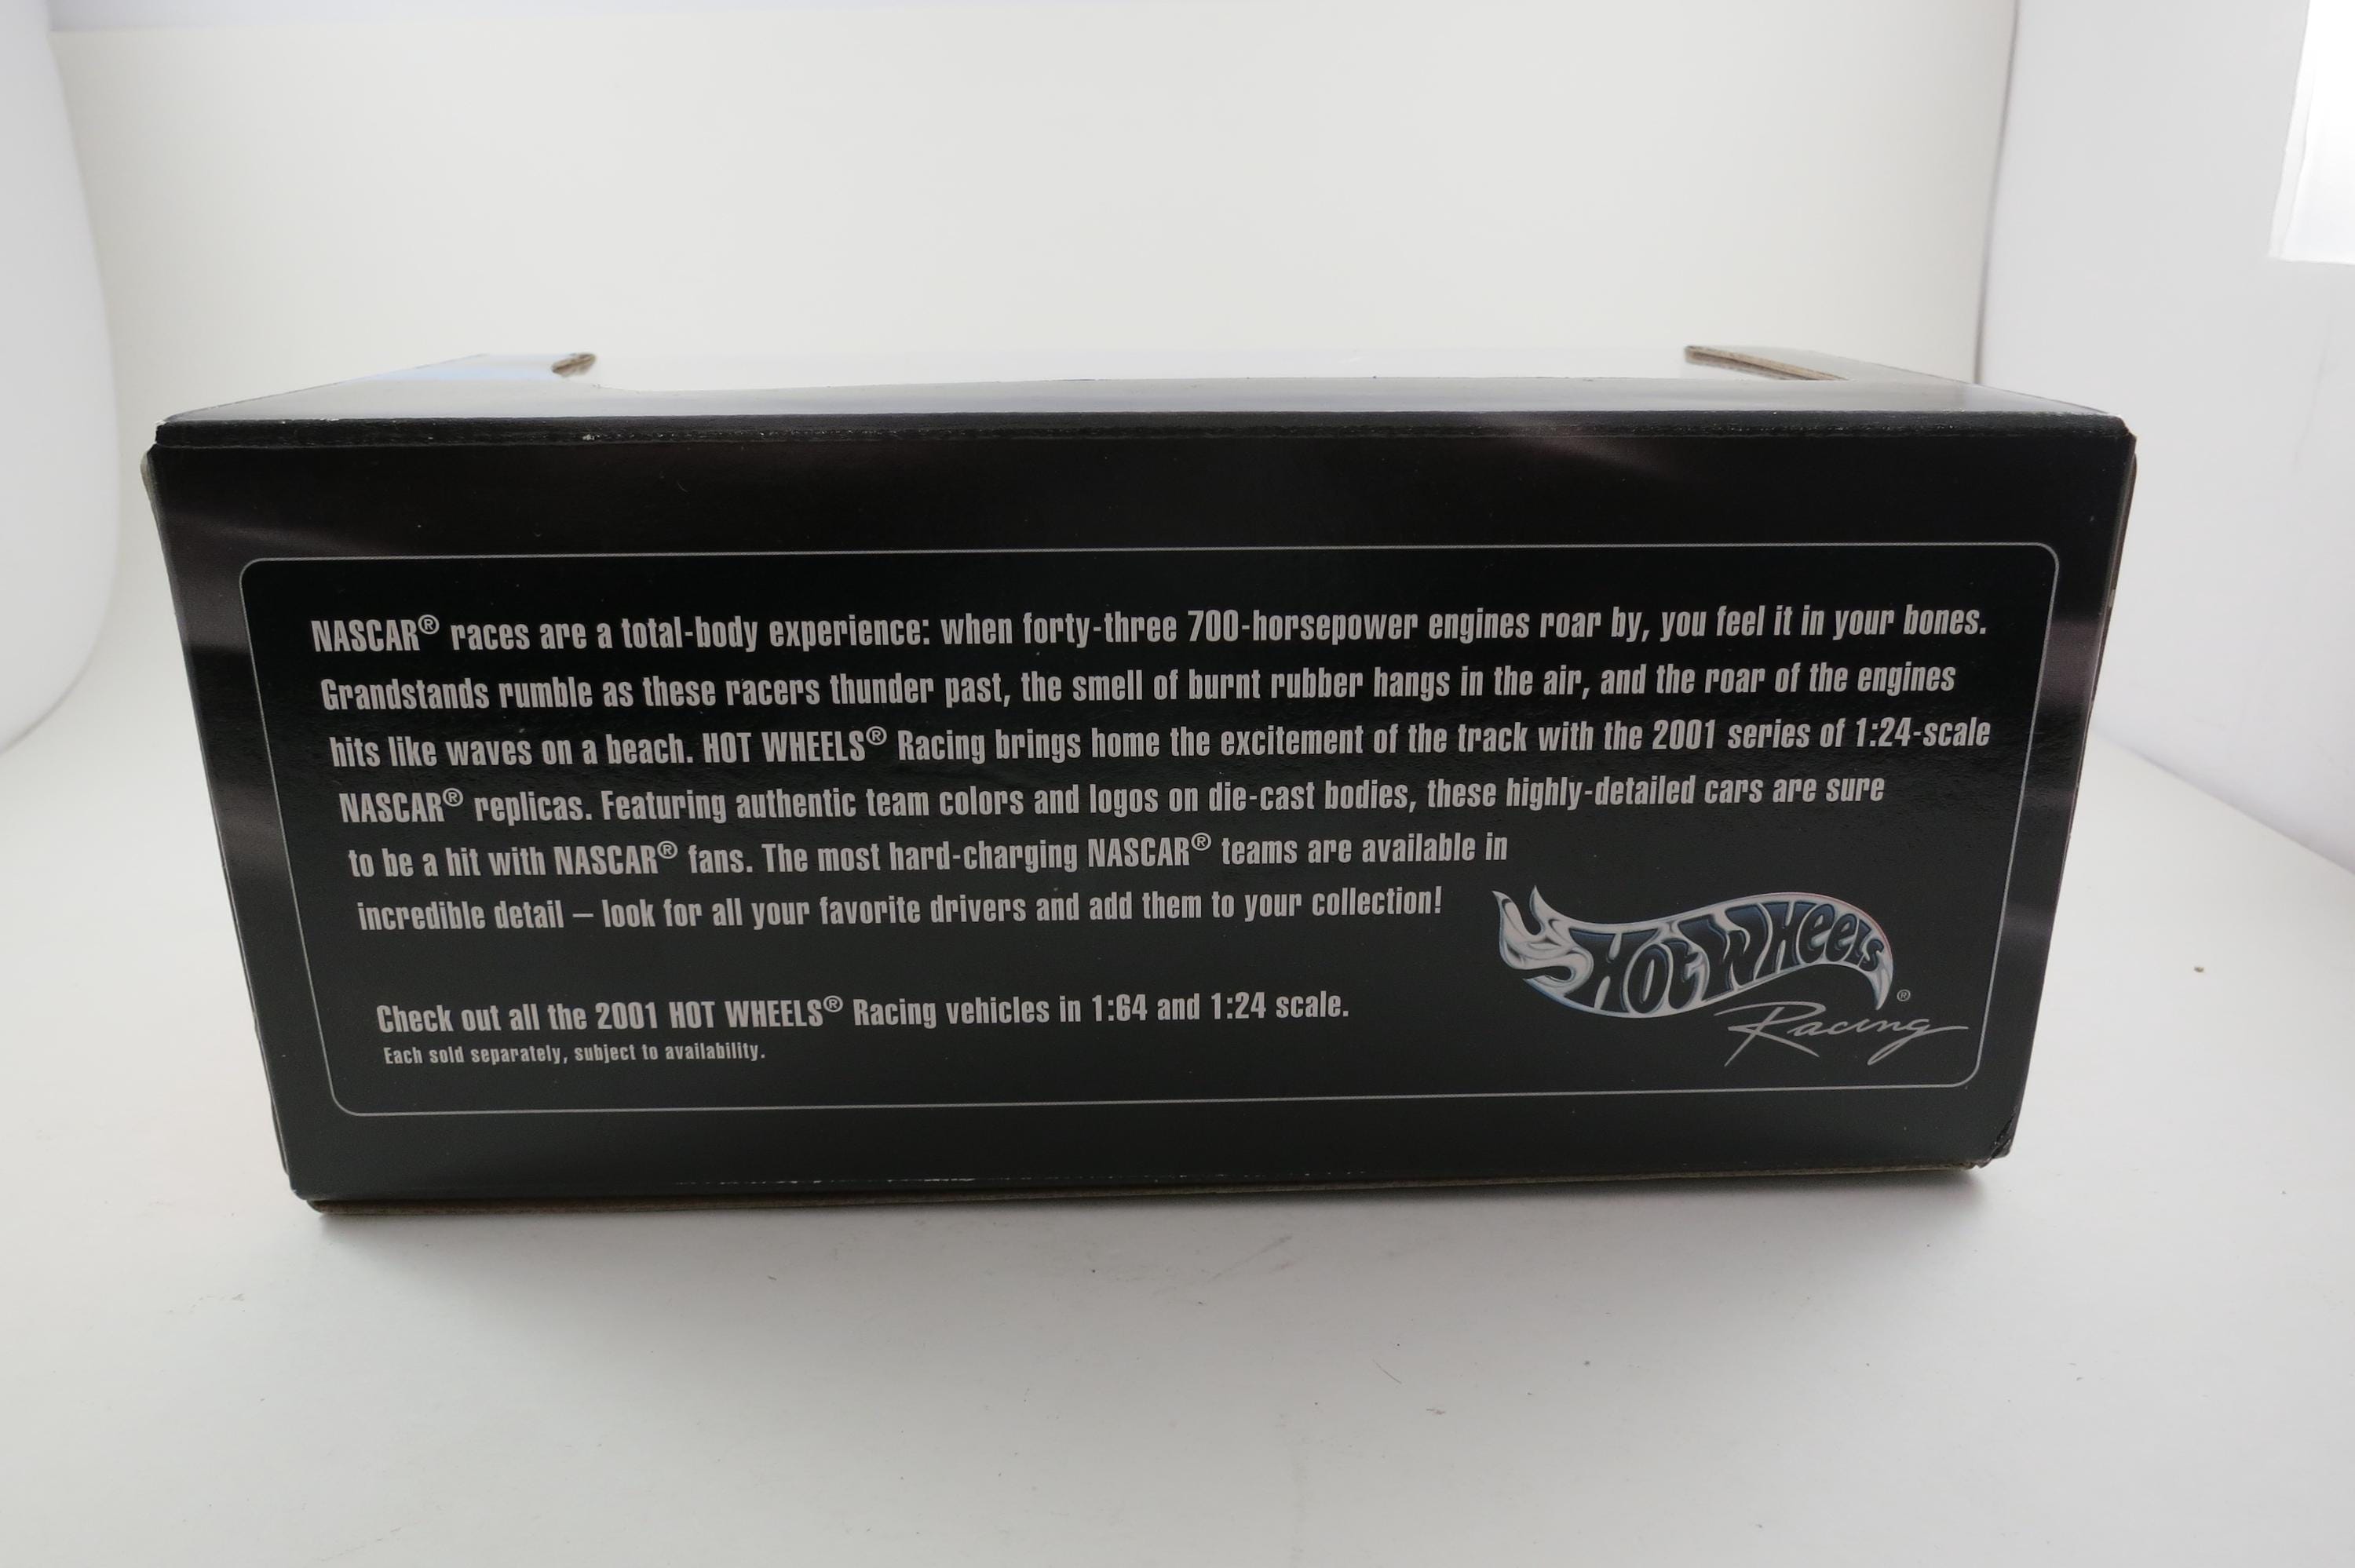 NASCAR® races are a total-body experience: when forty-three 700-horsepower engines roar by, you feel it in your bones.
Grandstands rumble as these racers thunder past, the smell of burnt rubber hangs in the air, and the roar of the engines
hits like waves on a beach. HOT WHEELS® Racing brings home the excitement of the track with the 2001 series of 1:24-scale
NASCAR® replicas. Featuring authentic team colors and logos on die-cast bodies, these highly-detailed cars are sure
to be a hit with NASCAR® fans. The most hard-charging NASCAR® teams are available in
incredible detail – look for all your favorite drivers and add them to your collection!
Check out all the 2001 HOT WHEELS® Racing vehicles in 1:64 and 1:24 scale.
Each sold separately, subject to availability.
Hot Wheels®
Racing